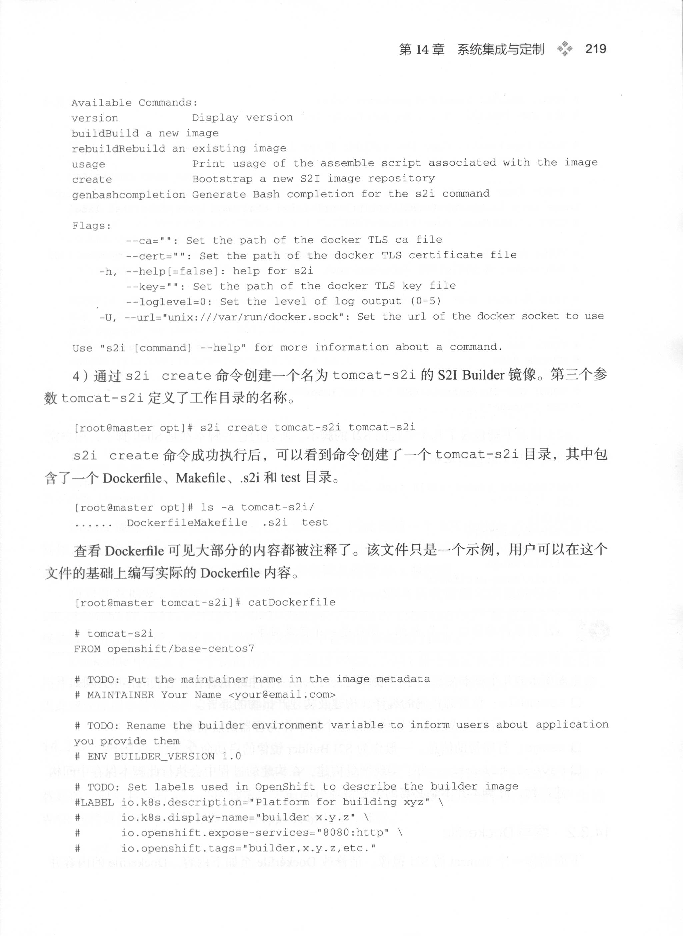 第 14 章 系统集成与定制 219
Available Commands:
version Display version
buildBuild a new image
rebuildRebuild an existing image
usage Print usage of the assemble script associated with the image
create Bootstrap a new S2I image repository
genbashcompletion Generate Bash completion for the s2i command
Flags:
--ca="": Set the path of the docker TLS ca file
--cert="": Set the path of the docker TLS certificate file
-h, --help[=false]: help for s2i
--key="": Set the path of the docker TLS key file
--loglevel=0: Set the level of log output (0-5)
-U, --url="unix:///var/run/docker.sock": Set the url of the docker socket to use
Use "s2i [command] --help" for more information about a command.
4）通过 s2i create 命令创建一个名为 tomcat-s2i 的 S2I Builder 镜像。第三个参
数 tomcat-s2i 定义了工作目录的名称。
[root@master opt]# s2i create tomcat-s2i tomcat-s2i
s2i create 命令成功执行后，可以看到命令创建了一个 tomcat-s2i 目录，其中包
含了一个 Dockerfile、Makefile、.s2i 和 test 目录。
[root@master opt]# ls -a tomcat-s2i/
...... DockerfileMakefile .s2i test
查看 Dockerfile 可见大部分的内容都被注释了。该文件只是一个示例，用户可以在这个
文件的基础上编写实际的 Dockerfile 内容。
[root@master tomcat-s2i]# catDockerfile
# tomcat-s2i
FROM openshift/base-centos7
# TODO: Put the maintainer name in the image metadata
# MAINTAINER Your Name <your@email.com>
# TODO: Rename the builder environment variable to inform users about application
you provide them
# ENV BUILDER_VERSION 1.0
# TODO: Set labels used in OpenShift to describe the builder image
#LABEL io.k8s.description="Platform for building xyz" \
# io.k8s.display-name="builder x.y.z" \
# io.openshift.expose-services="8080:http" \
# io.openshift.tags="builder,x.y.z,etc."